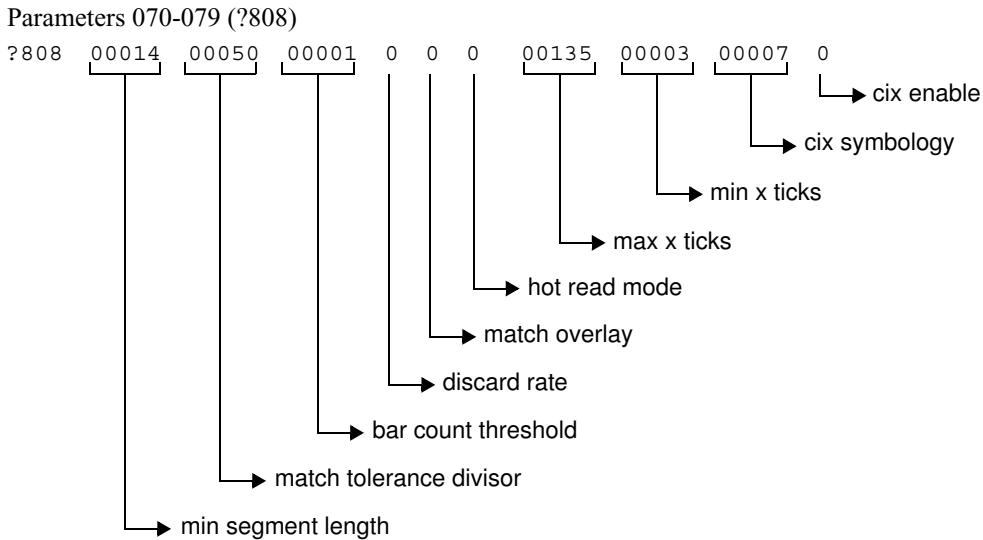 Parameters 070-079 (?808)
?808 00014 00050 00001 0 0 0 00135 00003 00007 0
cix enable
cix symbology
min x ticks
max x ticks
hot read mode
match overlay
discard rate
bar count threshold
match tolerance divisor
min segment length